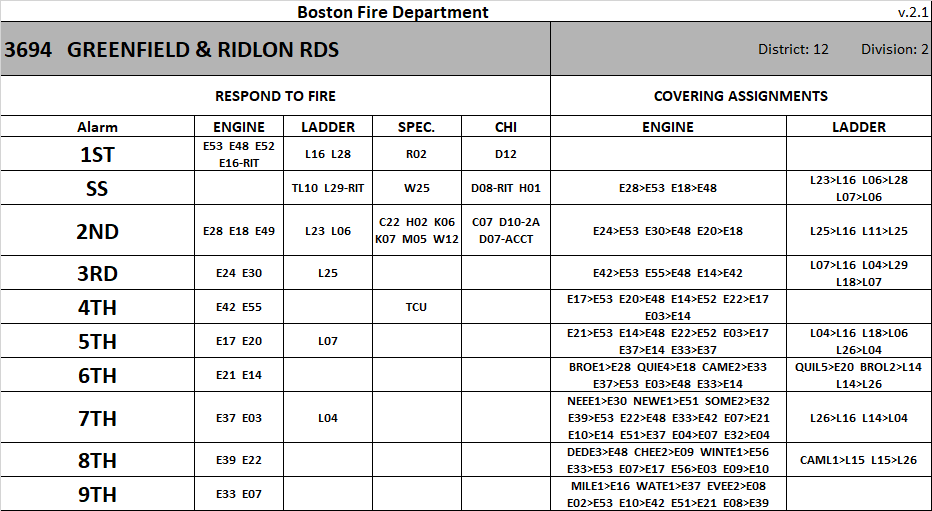 Boston Fire Department v.2.1
3694 GREENFIELD & RIDLON RDS District: 12 Division: 2
RESPOND TO FIRE COVERING ASSIGNMENTS
Alarm ENGINE LADDER SPEC. CHI ENGINE LADDER
1ST E53 E48 E52 L16 L28 R02 D12
E16-RIT
SS TL10 L29-RIT W25 D08-RIT H01 E28>E53 E18>E48 L23>L16 L06>L28
L07>L06
2ND E28 E18 E49 L23 L06 C22 H02 K06 C07 D10-2A E24>E53 E30>E48 E20>E18 L25>L16 L11>L25
K07 M05 W12 D07-ACCT
3RD E24 E30 L25 E42>E53 E55>E48 E14>E42 L07>L16 L04>L29
L18>L07
4TH E42 E55 TCU E17>E53 E20>E48 E14>E52 E22>E17
E03>E14
5TH E17 E20 L07 E21>E53 E14>E48 E22>E52 E03>E17 L04>L16 L18>L06
E37>E14 E33>E37 L26>L04
6TH E21 E14 BROE1>E28 QUIE4>E18 CAME2>E33 QUIL5>E20 BROL2>L14
E37>E53 E03>E48 E33>E14 L14>L26
7TH E37 E03 L04 NEEE1>E30 NEWE1>E51 SOME2>E32 L26>L16 L14>L04
E39>E53 E22>E48 E33>E42 E07>E21
E10>E14 E51>E37 E04>E07 E32>E04
8TH E39 E22 DEDE3>E48 CHEE2>E09 WINTE1>E56 CAML1>L15 L15>L26
E33>E53 E07>E17 E56>E03 E09>E10
9TH E33 E07 MILE1>E16 WATE1>E37 EVEE2>E08
E02>E53 E10>E42 E51>E21 E08>E39